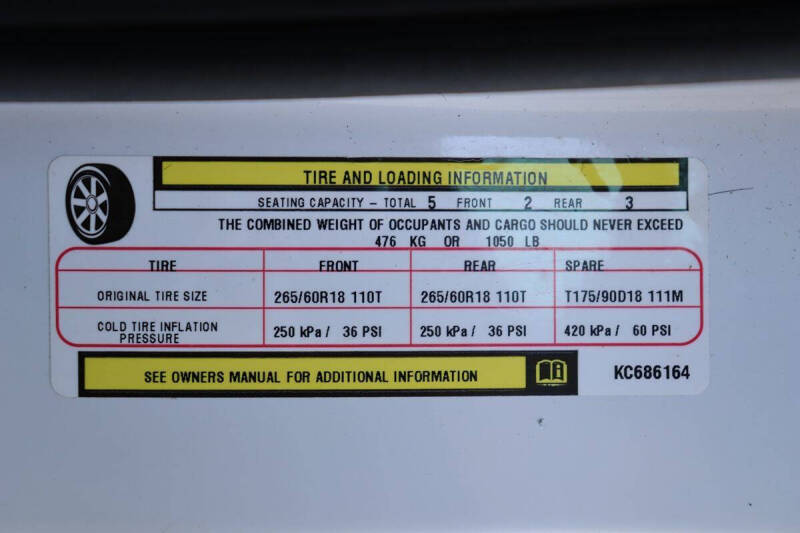 TIRE AND LOADING INFORMATION
SEATING CAPACITY – TOTAL 5 FRONT 2 REAR 3
THE COMBINED WEIGHT OF OCCUPANTS AND CARGO SHOULD NEVER EXCEED
476 KG OR 1050 LB
TIRE FRONT REAR SPARE
ORIGINAL TIRE SIZE 265/60R18 110T 265/60R18 110T T175/90D18 111M
COLD TIRE INFLATION
PRESSURE 250 kPa / 36 PSI 250 kPa / 36 PSI 420 kPa / 60 PSI
SEE OWNERS MANUAL FOR ADDITIONAL INFORMATION i KC686164